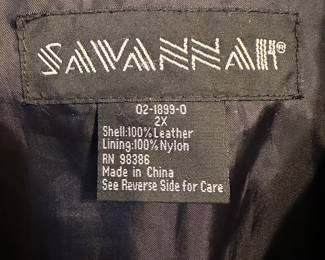 SAVANNAH®
02-1899-0
2X
Shell:100% Leather
Lining:100% Nylon
RN 98386
Made in China
See Reverse Side for Care